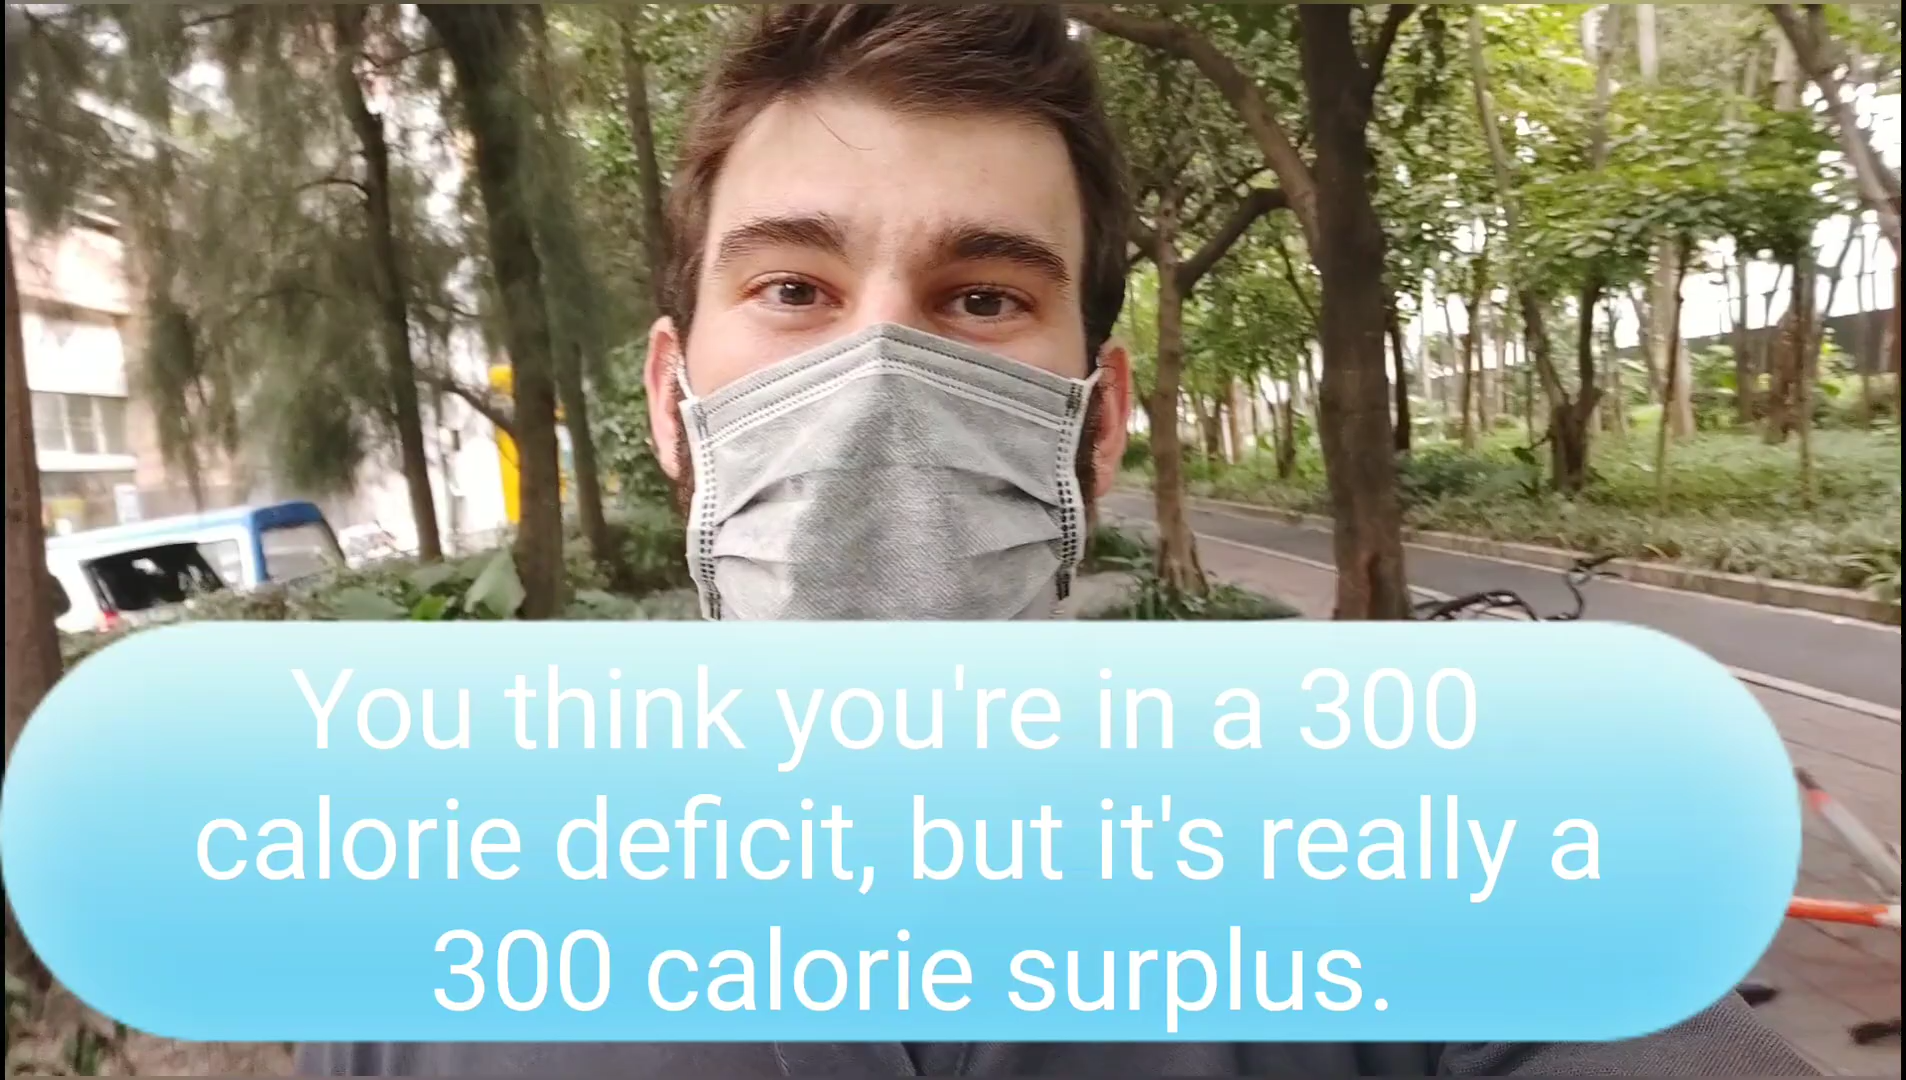 You think you're in a 300
calorie deficit, but it's really a
300 calorie surplus.